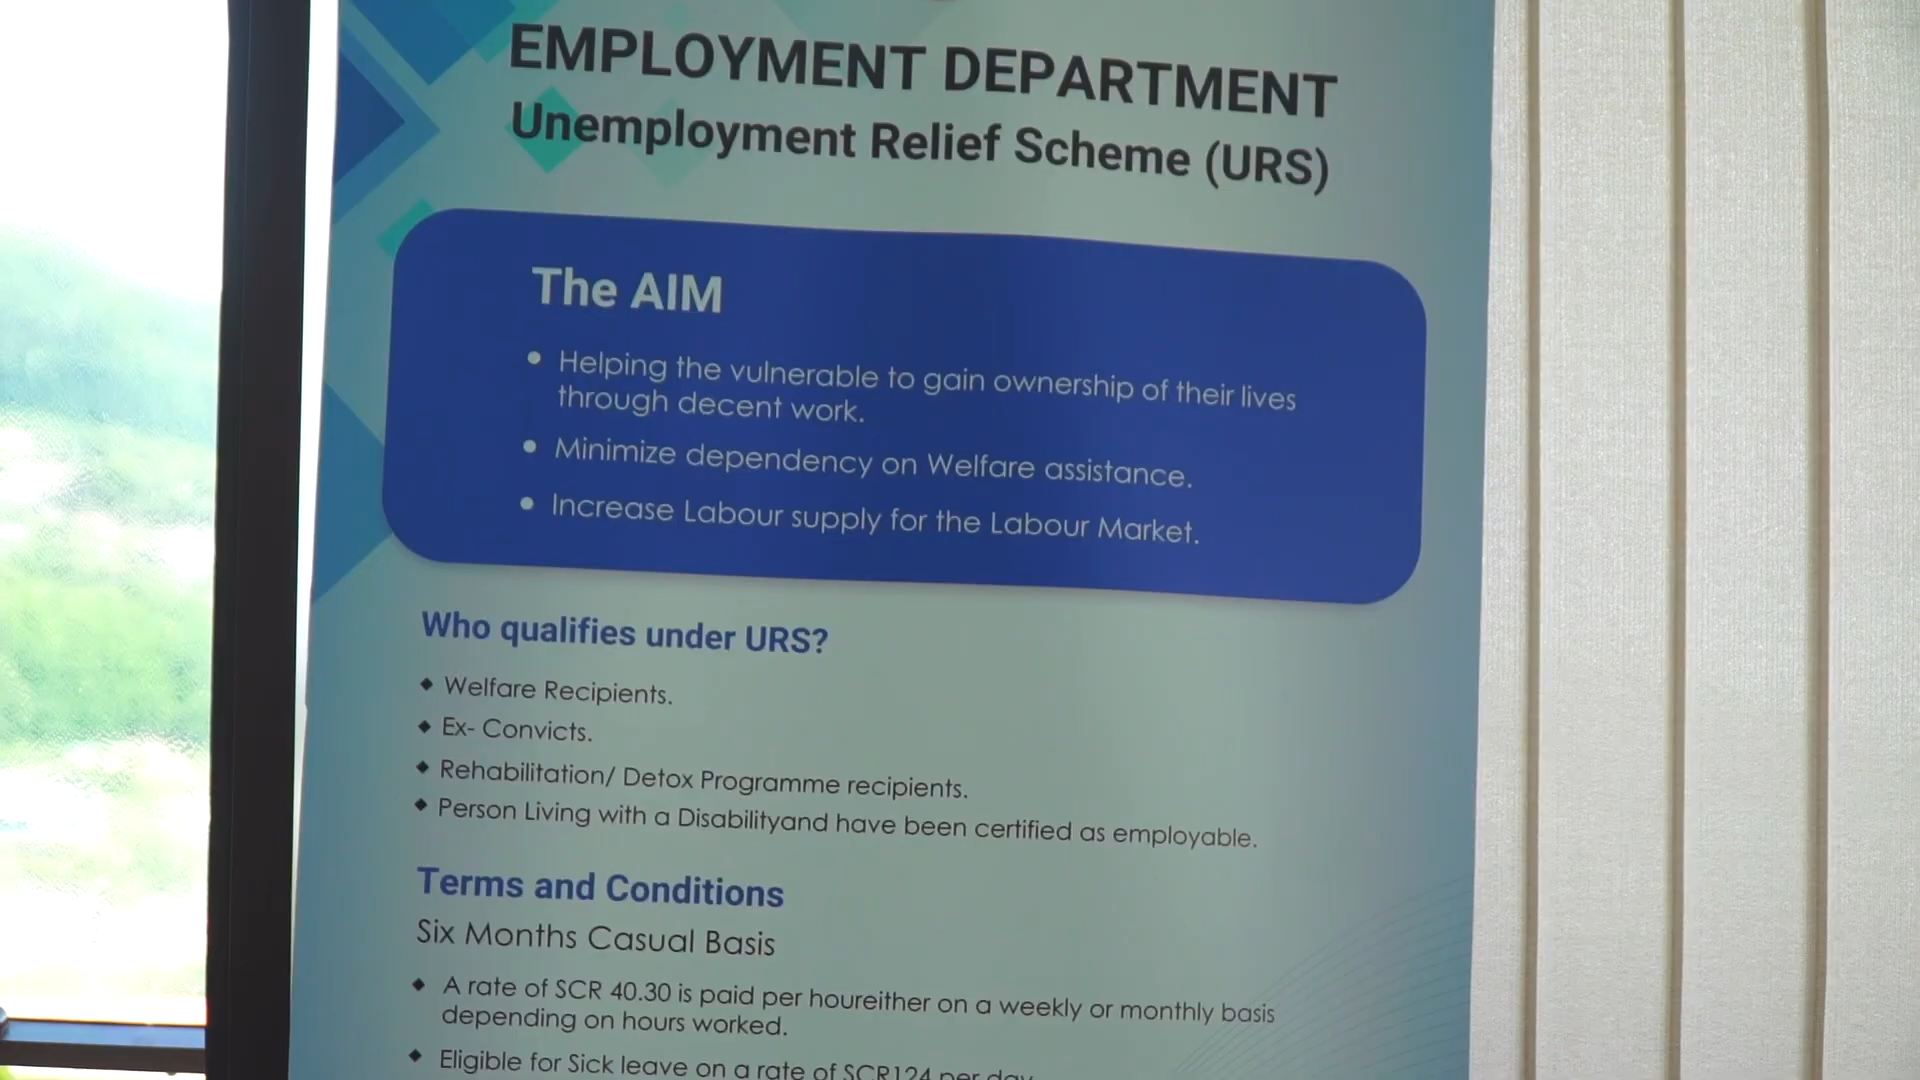 EMPLOYMENT DEPARTMENT
Unemployment Relief Scheme (URS)
The AIM
• Helping the vulnerable to gain ownership of their lives
through decent work.
• Minimize dependency on Welfare assistance.
• Increase Labour supply for the Labour Market.
Who qualifies under URS?
◆ Welfare Recipients.
◆ Ex- Convicts.
◆ Rehabilitation/ Detox Programme recipients.
◆ Person Living with a Disabilityand have been certified as employable.
Terms and Conditions
Six Months Casual Basis
◆ A rate of SCR 40.30 is paid per houreither on a weekly or monthly basis
depending on hours worked.
◆ Eligible for Sick leave on a rate of SCR124 per day